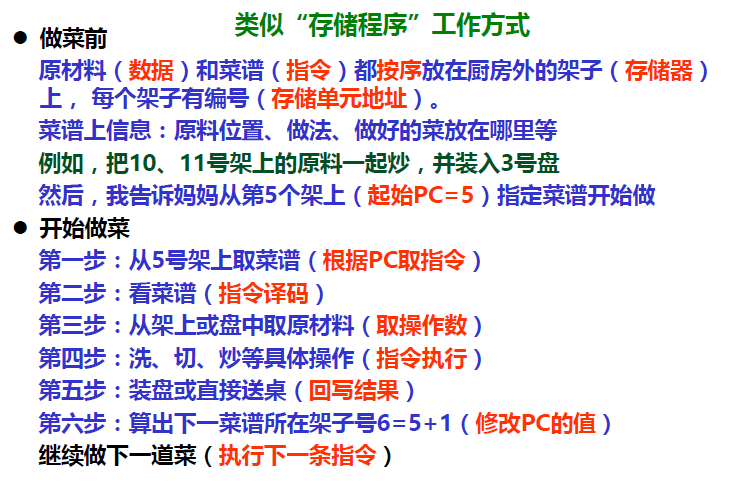 类似“存储程序”工作方式
● 做菜前
原材料（数据）和菜谱（指令）都按序放在厨房外的架子（存储器）
上， 每个架子有编号（存储单元地址）。
菜谱上信息：原料位置、做法、做好的菜放在哪里等
例如，把10、11号架上的原料一起炒，并装入3号盘
然后，我告诉妈妈从第5个架上（起始PC=5）指定菜谱开始做
● 开始做菜
第一步：从5号架上取菜谱（根据PC取指令）
第二步：看菜谱（指令译码）
第三步：从架上或盘中取原材料（取操作数）
第四步：洗、切、炒等具体操作（指令执行）
第五步：装盘或直接送桌（回写结果）
第六步：算出下一菜谱所在架子号6=5+1（修改PC的值）
继续做下一道菜（执行下一条指令）